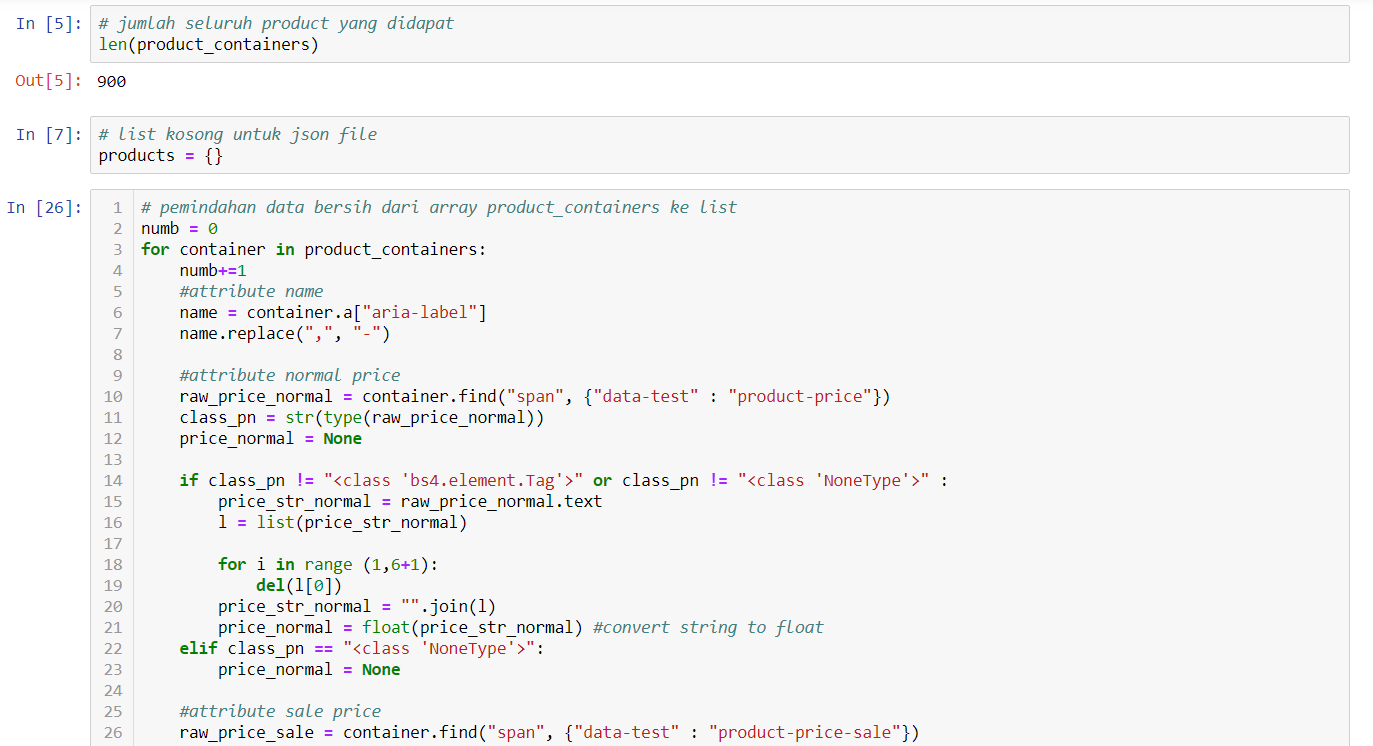 In [5]: # jumlah seluruh product yang didapat
len(product_containers)
Out[5]: 900
In [7]: # list kosong untuk json file
products = {}
In [26]: 1 # pemindahan data bersih dari array product_containers ke list
2 numb = 0
3 for container in product_containers:
4     numb+=1
5     #attribute name
6     name = container.a["aria-label"]
7     name.replace(",", "-")
8
9     #attribute normal price
10     raw_price_normal = container.find("span", {"data-test" : "product-price"})
11     class_pn = str(type(raw_price_normal))
12     price_normal = None
13
14     if class_pn != "<class 'bs4.element.Tag'>" or class_pn != "<class 'NoneType'>" :
15         price_str_normal = raw_price_normal.text
16         l = list(price_str_normal)
17
18         for i in range (1,6+1):
19             del(l[0])
20         price_str_normal = "".join(l)
21         price_normal = float(price_str_normal) #convert string to float
22     elif class_pn == "<class 'NoneType'>":
23         price_normal = None
24
25     #attribute sale price
26     raw_price_sale = container.find("span", {"data-test" : "product-price-sale"})